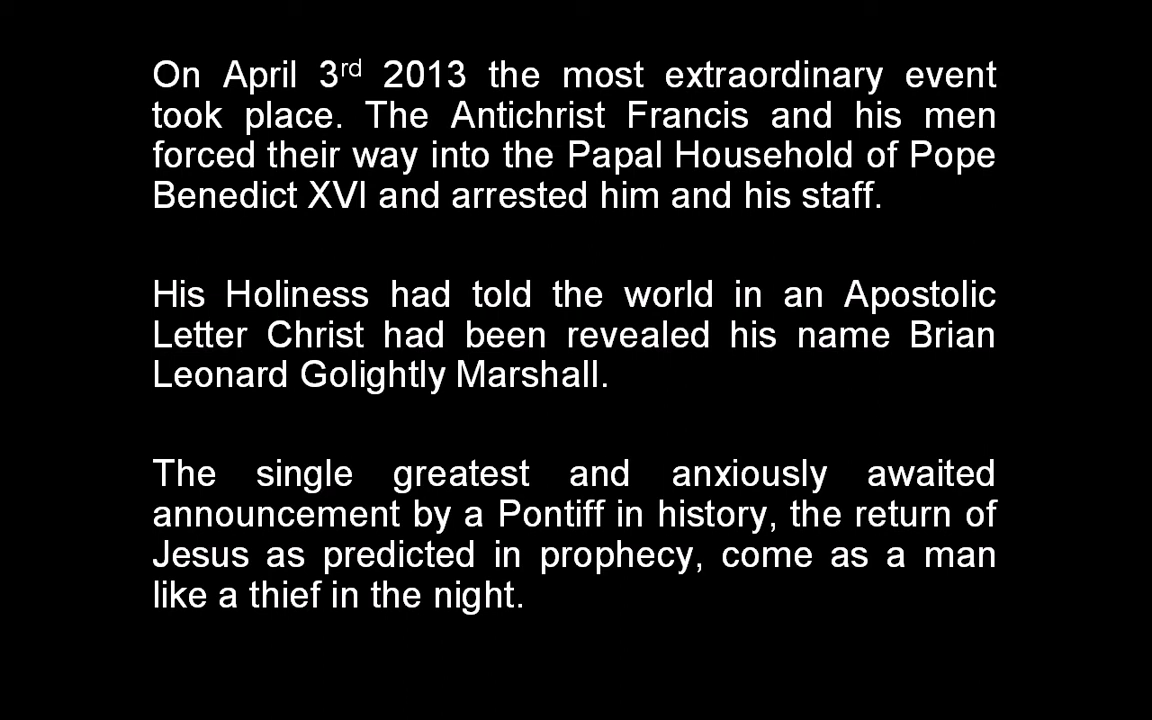 On April 3rd 2013 the most extraordinary event
took place. The Antichrist Francis and his men
forced their way into the Papal Household of Pope
Benedict XVI and arrested him and his staff.
His Holiness had told the world in an Apostolic
Letter Christ had been revealed his name Brian
Leonard Golightly Marshall.
The single greatest and anxiously awaited
announcement by a Pontiff in history, the return of
Jesus as predicted in prophecy, come as a man
like a thief in the night.